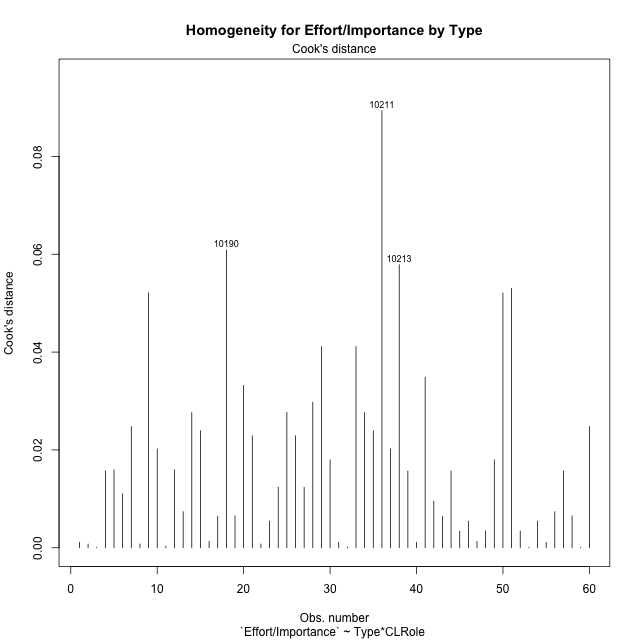 Homogeneity for Effort/Importance by Type
Cook's distance
10211
10190
10213
Cook's distance
0.08
0.06
0.04
0.02
0.00
0 10 20 30 40 50 60
Obs. number
`Effort/Importance` ~ Type*CLRole